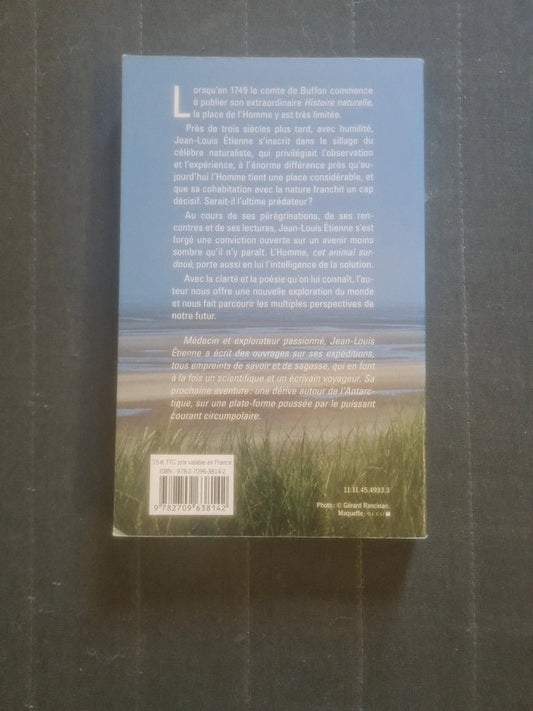 Lorsqu'en 1749 le comte de Buffon commence
à publier son extraordinaire Histoire naturelle,
la place de l'Homme y est très limitée.
Près de trois siècles plus tard, avec humilité,
Jean-Louis Étienne s'inscrit dans le sillage du
célèbre naturaliste, qui privilégiait l'observation
et l'expérience, à l'énorme différence près qu'au-
jourd'hui l'Homme tient une place considérable, et
que sa cohabitation avec la nature franchit un cap
décisif. Serait-il l'ultime prédateur ?
Au cours de ses pérégrinations, de ses ren-
contres et de ses lectures, Jean-Louis Étienne s'est
forgé une conviction ouverte sur un avenir moins
sombre qu'il n'y paraît. L'Homme, cet animal sur-
doué, porte aussi en lui l'intelligence de la solution.
Avec la clarté et la poésie qu'on lui connaît, l'au-
teur nous offre une nouvelle exploration du monde
et nous fait parcourir les multiples perspectives de
notre futur.
Médecin et explorateur passionné, Jean-Louis
Étienne a écrit des ouvrages sur ses expéditions,
tous empreints de savoir et de sagesse, qui en font
à la fois un scientifique et un écrivain voyageur. Sa
prochaine aventure : une dérive autour de l'Antarc-
tique, sur une plate-forme poussée par le puissant
courant circumpolaire.
15 € TTC prix valable en France
ISBN : 978-2-7096-3814-2
9 782709 638142
11.11.45.4933.3
Photo : © Gérard Rancinan.
Maquette :